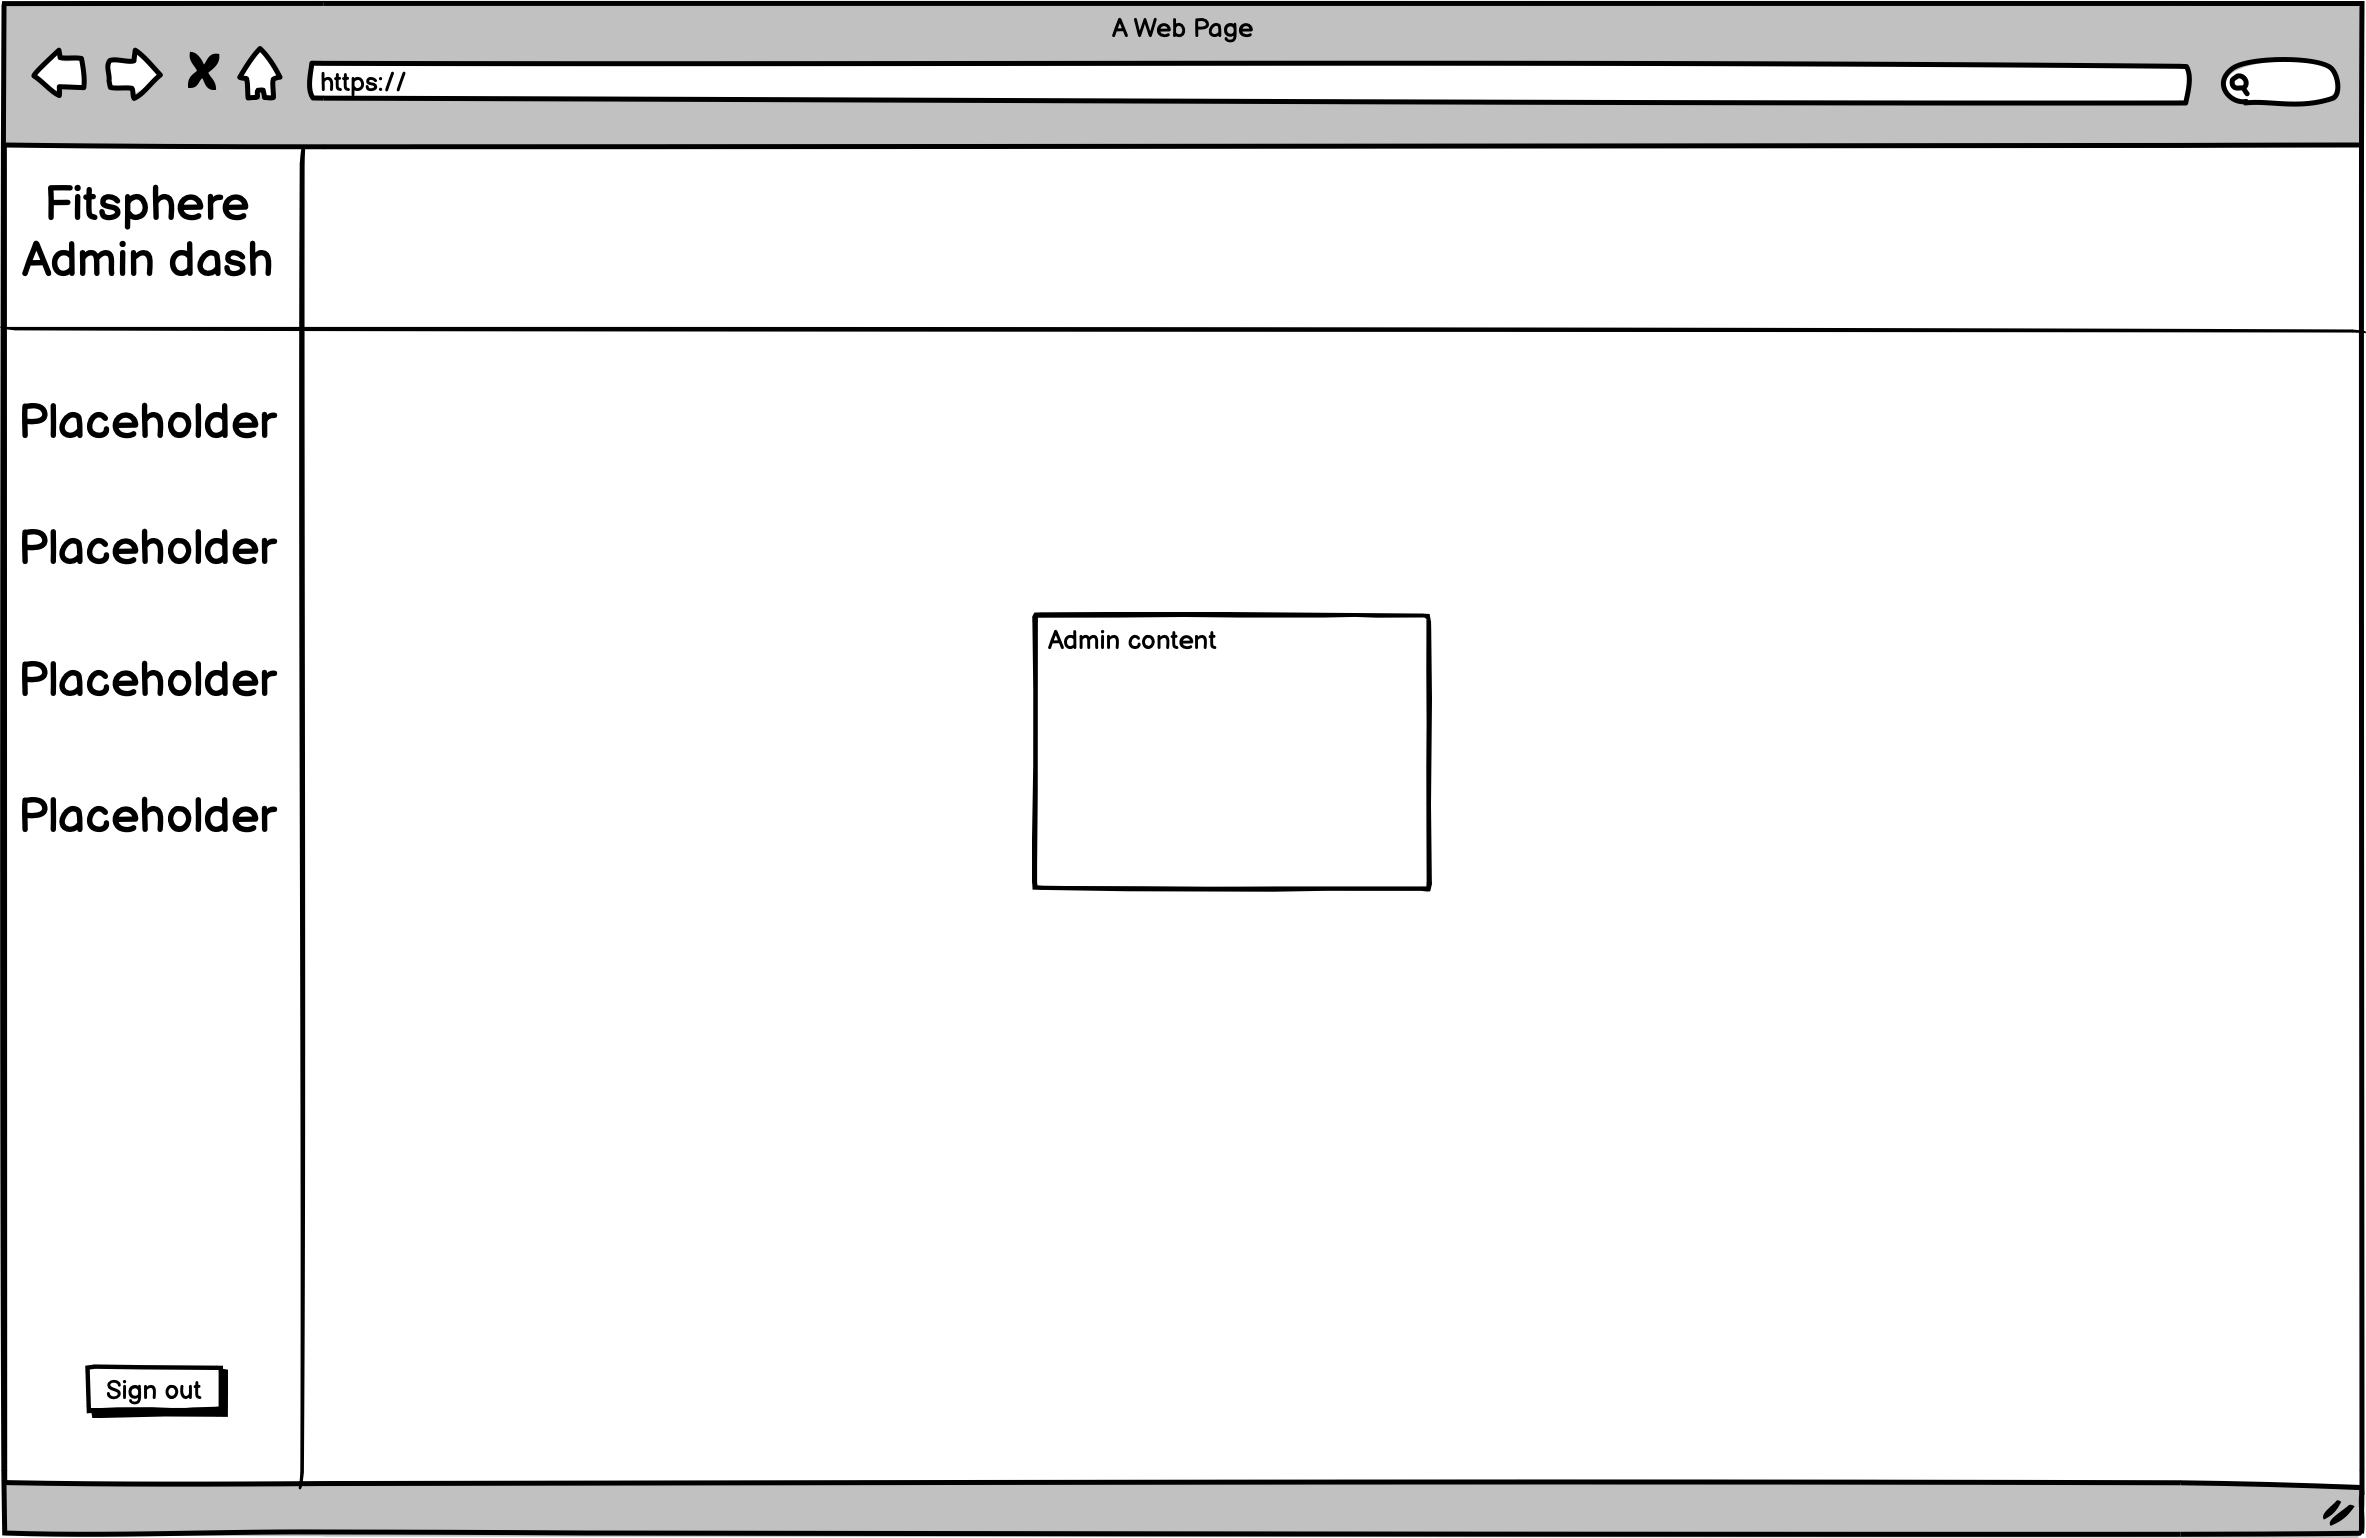 A Web Page
https://
Fitsphere
Admin dash
Placeholder
Placeholder
Admin content
Placeholder
Placeholder
Sign out